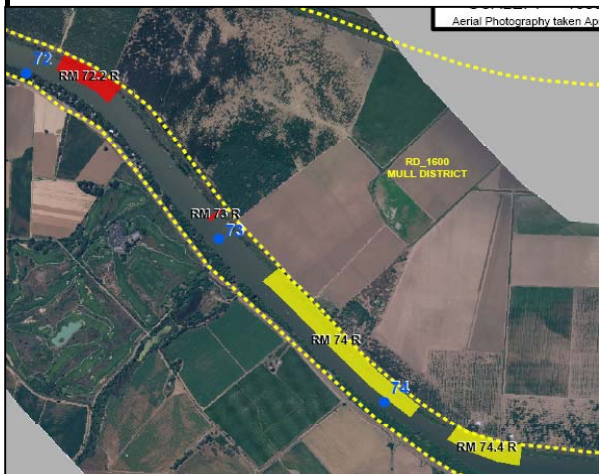 Aerial Photography taken Ap
72
RM 72.2 R
RD_1600
MULL DISTRICT
RM 73 R
73
RM 74 R
74
RM 74.4 R